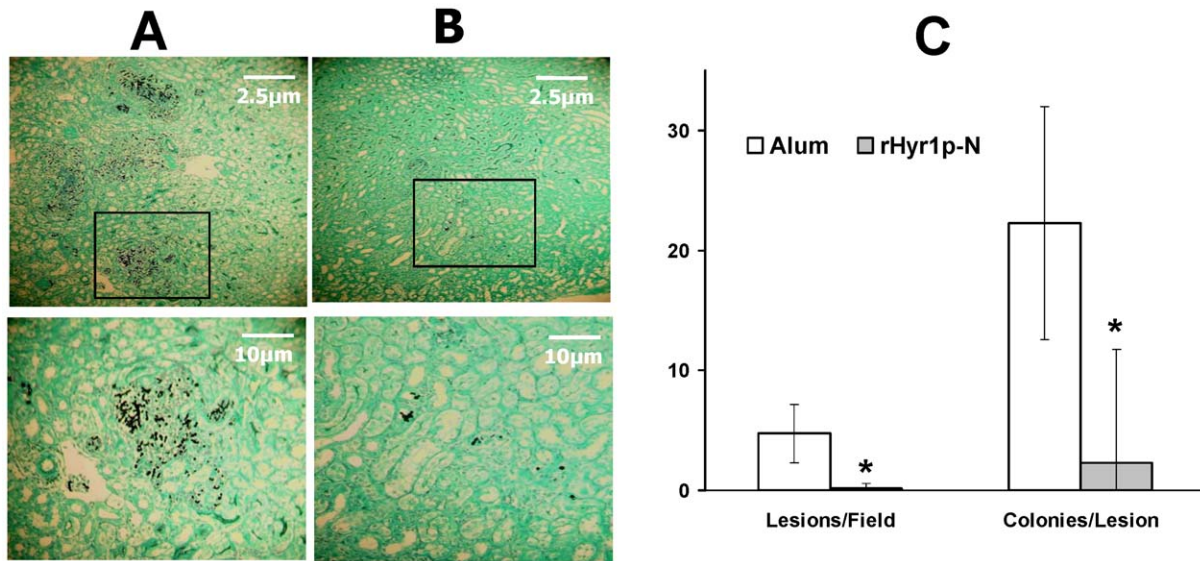 A
B
2.5µm
2.5µm
10µm
10µm
C
Alum
rHyr1p-N
30
20
10
0
*
*
Lesions/Field
Colonies/Lesion